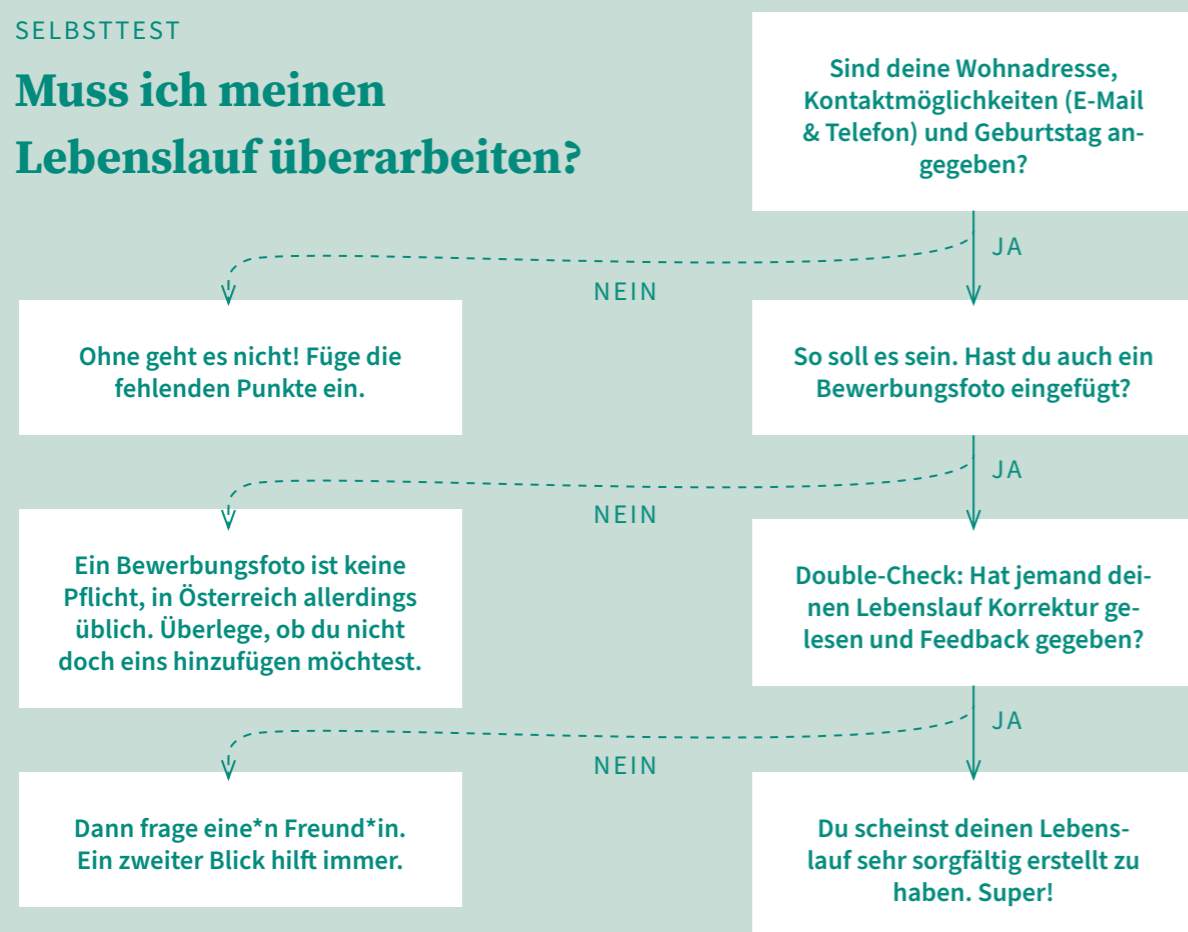 SELBSTTEST
Muss ich meinen
Lebenslauf überarbeiten?
Sind deine Wohnadresse,
Kontaktmöglichkeiten (E-Mail
& Telefon) und Geburtstag an-
gegeben?
JA
NEIN
Ohne geht es nicht! Füge die
fehlenden Punkte ein.
So soll es sein. Hast du auch ein
Bewerbungsfoto eingefügt?
JA
NEIN
Ein Bewerbungsfoto ist keine
Pflicht, in Österreich allerdings
üblich. Überlege, ob du nicht
doch eins hinzufügen möchtest.
Double-Check: Hat jemand dei-
nen Lebenslauf Korrektur ge-
lesen und Feedback gegeben?
JA
NEIN
Dann frage eine*n Freund*in.
Ein zweiter Blick hilft immer.
Du scheinst deinen Lebens-
lauf sehr sorgfältig erstellt zu
haben. Super!